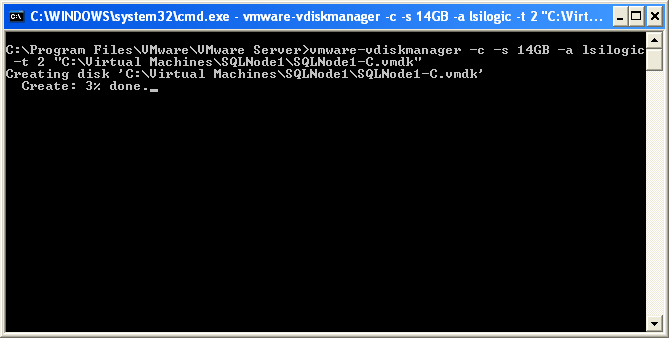 C:\WINDOWS\system32\cmd.exe - vmware-vdiskmanager -c -s 14GB -a lsilogic -t 2 "C:\Virt...
C:\Program Files\VMware\VMware Server>vmware-vdiskmanager -c -s 14GB -a lsilogic
-t 2 "C:\Virtual Machines\SQLNode1\SQLNode1-C.vmdk"
Creating disk 'C:\Virtual Machines\SQLNode1\SQLNode1-C.vmdk'
Create: 3% done.